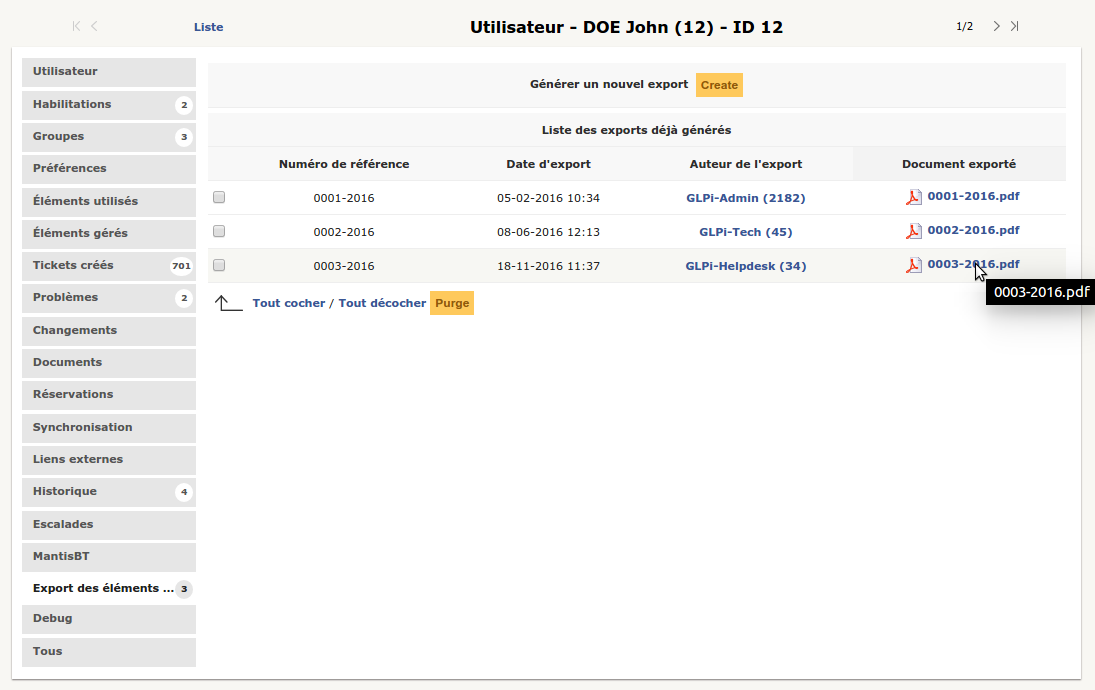 Liste Utilisateur - DOE John (12) - ID 12 1/2
Utilisateur
Habilitations 2
Groupes 3
Préférences
Éléments utilisés
Éléments gérés
Tickets créés 701
Problèmes 2
Changements
Documents
Réservations
Synchronisation
Liens externes
Historique 4
Escalades
MantisBT
Export des éléments ... 3
Debug
Tous
Générer un nouvel export Create
Liste des exports déjà générés
Numéro de référence Date d'export Auteur de l'export Document exporté
0001-2016 05-02-2016 10:34 GLPi-Admin (2182) 0001-2016.pdf
0002-2016 08-06-2016 12:13 GLPi-Tech (45) 0002-2016.pdf
0003-2016 18-11-2016 11:37 GLPi-Helpdesk (34) 0003-2016.pdf
0003-2016.pdf
Tout cocher / Tout décocher Purge